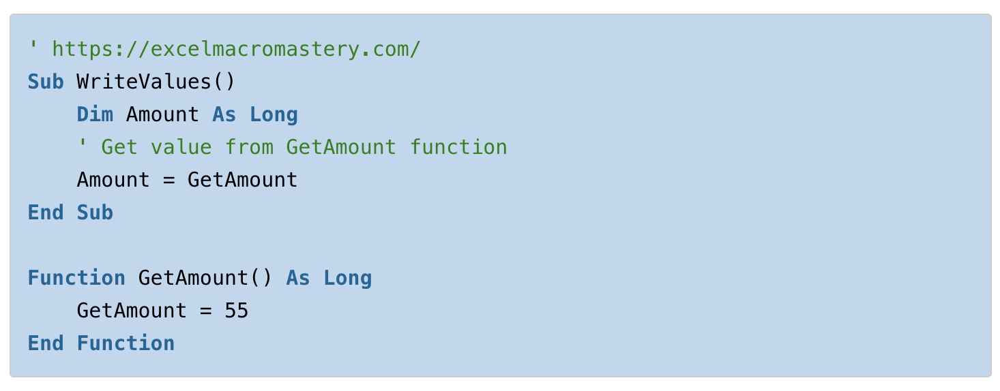 ' https://excelmacromastery.com/
Sub WriteValues()
    Dim Amount As Long
    ' Get value from GetAmount function
    Amount = GetAmount
End Sub

Function GetAmount() As Long
    GetAmount = 55
End Function